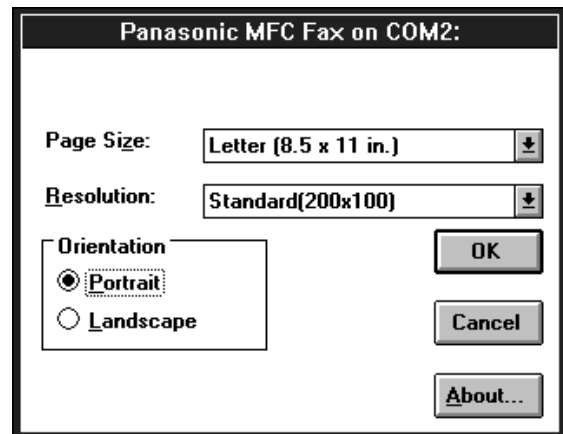 Panasonic MFC Fax on COM2:
Page Size: Letter (8.5 x 11 in.)
Resolution: Standard(200x100)
Orientation
Portrait
Landscape
OK
Cancel
About...